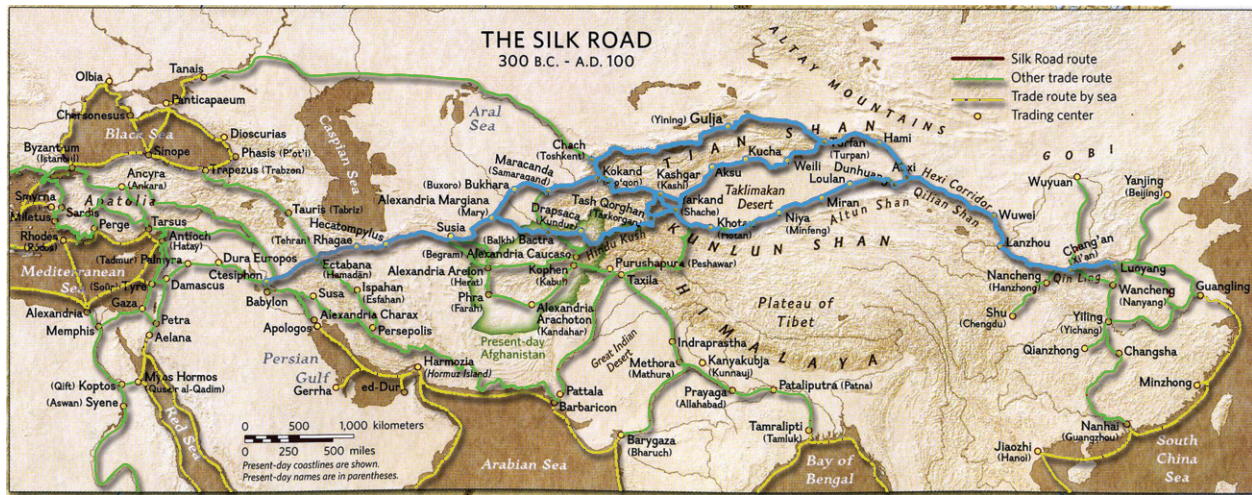 THE SILK ROAD
300 B.C. - A.D. 100
Silk Road route
Other trade route
Trade route by sea
Trading center
ALTAY MOUNTAINS
Olbia
Tanais
Panticapaeum
Chersonesus
Black Sea
Dioscurias
Byzantium
(Istanbul)
Sinope
Phasis (P'ot'i)
Trapezus (Trabzon)
Caspian Sea
Aral
Sea
Chach
(Toshkent)
(Yining) Gulja
TIAN SHAN
Hami
Turfan
(Turpan)
GOBI
Ancyra
(Ankara)
Anatolia
Smyrna
Sardis
Miletus
Perge
Tarsus
Rhodes
(Rodos)
Antioch
(Hatay)
Tauris (Tabriz)
Maracanda
(Samarqand)
(Buxoro) Bukhara
Alexandria Margiana
(Mary)
Kokand
Kashgar
(Kashi)
Kucha
Aksu
Weili
Taklimakan
Desert
Dunhuang
Loulan
Anxi
Hexi Corridor
Qilian Shan
Wuyuan
Yanjing
(Beijing)
Tash Qorghan
Drapsaca
(Kunduz)
Yarkand
(Shache)
Khotan
(Hotan)
Niya
(Minfeng)
Miran
Altun Shan
KUNLUN SHAN
Wuwei
Lanzhou
Hecatompylus
(Tehran) Rhagae
Susia
(Balkh) Bactra
Hindu Kush
(Begram) Alexandria Caucaso
Mediterranean
Sea
(Tadmur) Palmyra
Dura Europos
Ctesiphon
Ectabana
(Hamadan)
Alexandria Areion
(Herat)
Kophen
(Kabul)
Purushapura (Peshawar)
Taxila
Chang'an
(Xi'an)
Luoyang
Nancheng
(Hanzhong)
Qin Ling
Wancheng
(Nanyang)
Guangling
(Soûr) Tyre
Damascus
Babylon
Susa
Ispahan
(Esfahan)
Phra
(Farah)
Alexandria
Arachoton
(Kandahar)
HIMALAYA
Plateau of
Tibet
Shu
(Chengdu)
Yiling
(Yichang)
Gaza
Alexandria
Memphis
Petra
Aelana
Apologos
Alexandria Charax
Persepolis
Present-day
Afghanistan
Great Indian
Desert
Indraprastha
Kanyakubja
(Kunnauj)
Methora
(Mathura)
Qianzhong
Changsha
Persian
Gulf
Gerrha
ed-Dur
Harmozia
(Hormuz Island)
Minzhong
(Qift) Koptos
(Aswan) Syene
Myos Hormos
(Quseir al-Qadim)
Red Sea
Pattala
Barbaricon
Prayaga
(Allahabad)
Pataliputra (Patna)
Tamralipti
(Tamluk)
Barygaza
(Bharuch)
Nanhai
(Guangzhou)
Jiaozhi
(Hanoi)
0 500 1,000 kilometers
0 250 500 miles
Present-day coastlines are shown.
Present-day names are in parentheses.
Arabian Sea
Bay of
Bengal
South
China
Sea